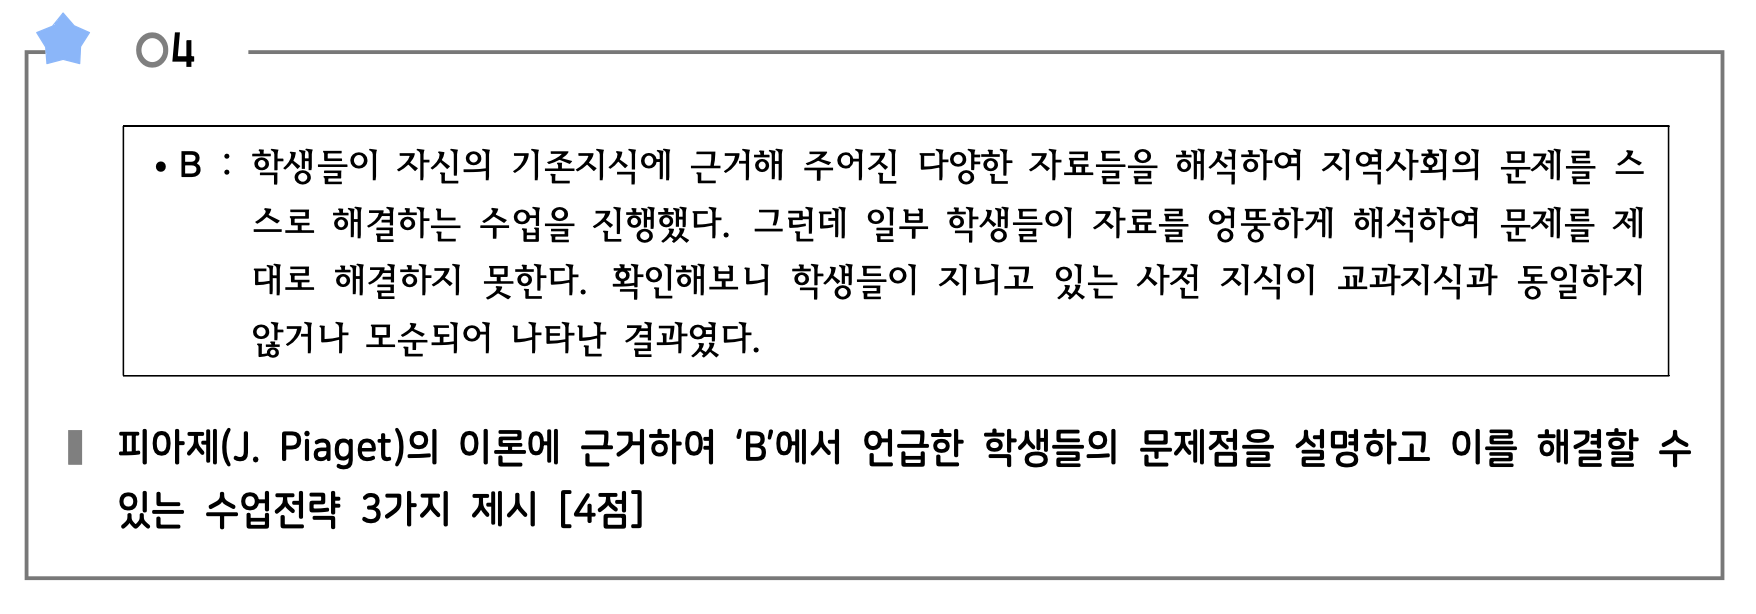 04
• B : 학생들이 자신의 기존지식에 근거해 주어진 다양한 자료들을 해석하여 지역사회의 문제를 스
스로 해결하는 수업을 진행했다. 그런데 일부 학생들이 자료를 엉뚱하게 해석하여 문제를 제
대로 해결하지 못한다. 확인해보니 학생들이 지니고 있는 사전 지식이 교과지식과 동일하지
않거나 모순되어 나타난 결과였다.
피아제(J. Piaget)의 이론에 근거하여 ‘B’에서 언급한 학생들의 문제점을 설명하고 이를 해결할 수
있는 수업전략 3가지 제시 [4점]